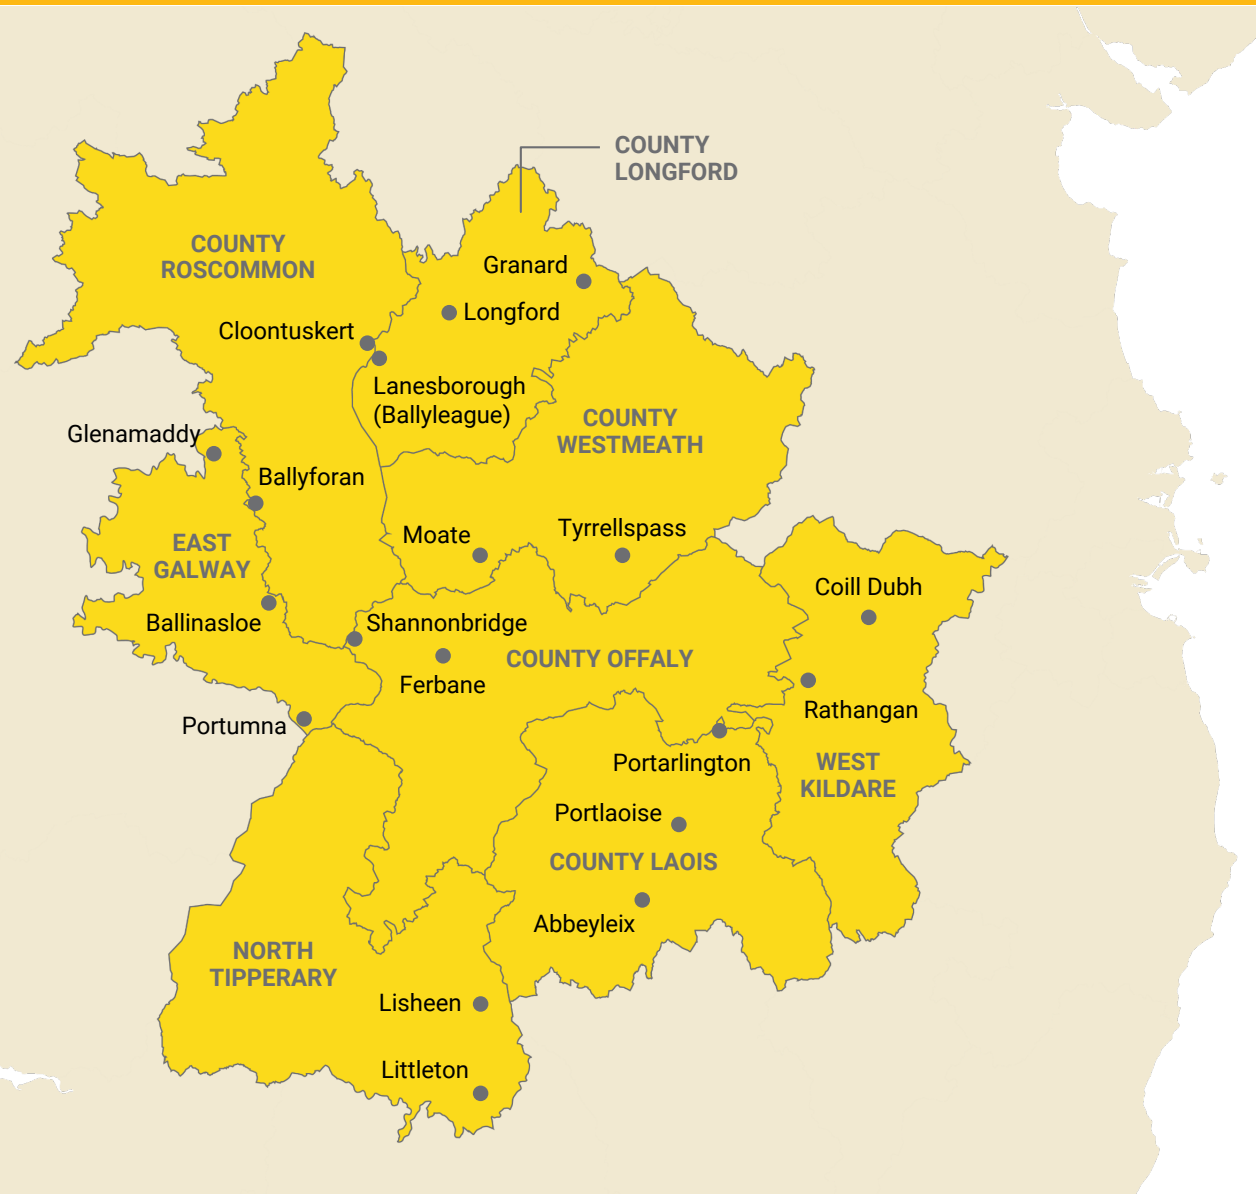 COUNTY
LONGFORD
COUNTY
ROSCOMMON
Granard
Longford
Cloontuskert
Lanesborough
(Ballyleague)
COUNTY
WESTMEATH
Glenamaddy
Ballyforan
Moate
Tyrrellspass
EAST
GALWAY
Coill Dubh
Ballinasloe
Shannonbridge
COUNTY OFFALY
Ferbane
Rathangan
Portumna
Portarlington
WEST
KILDARE
Portlaoise
COUNTY LAOIS
Abbeyleix
NORTH
TIPPERARY
Lisheen
Littleton